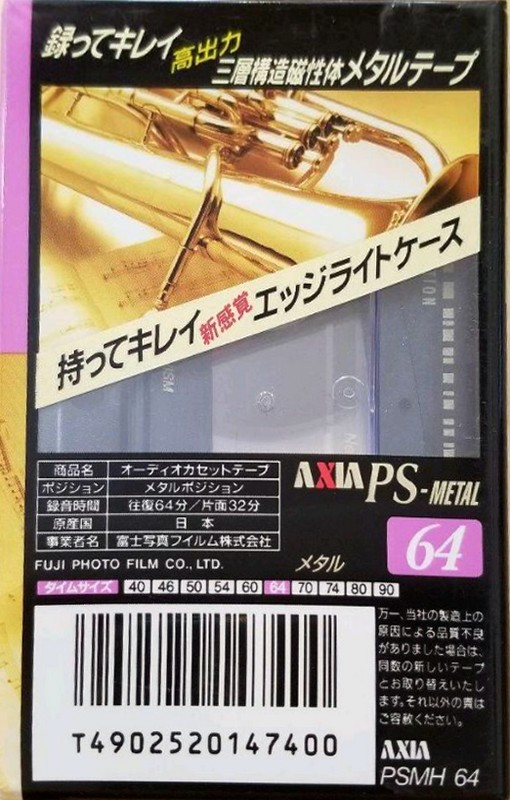 録ってキレイ 高出力 三層構造磁性体メタルテープ
持ってキレイ 新感覚 エッジライトケース
商品名 オーディオカセットテープ
ポジション メタルポジション
録音時間 往復64分/片面32分
原産国 日本
事業者名 富士写真フイルム株式会社
FUJI PHOTO FILM CO., LTD.
AXIA PS-METAL
64
メタル
タイムサイズ 40 46 50 54 60 64 70 74 80 90
T4902520147400
万一、当社の製造上の
原因による品質不良
がありました場合は、
同数の新しいテープ
とお取り替えいたし
ます。それ以外の責は
ご容赦ください。
AXIA
PSMH 64